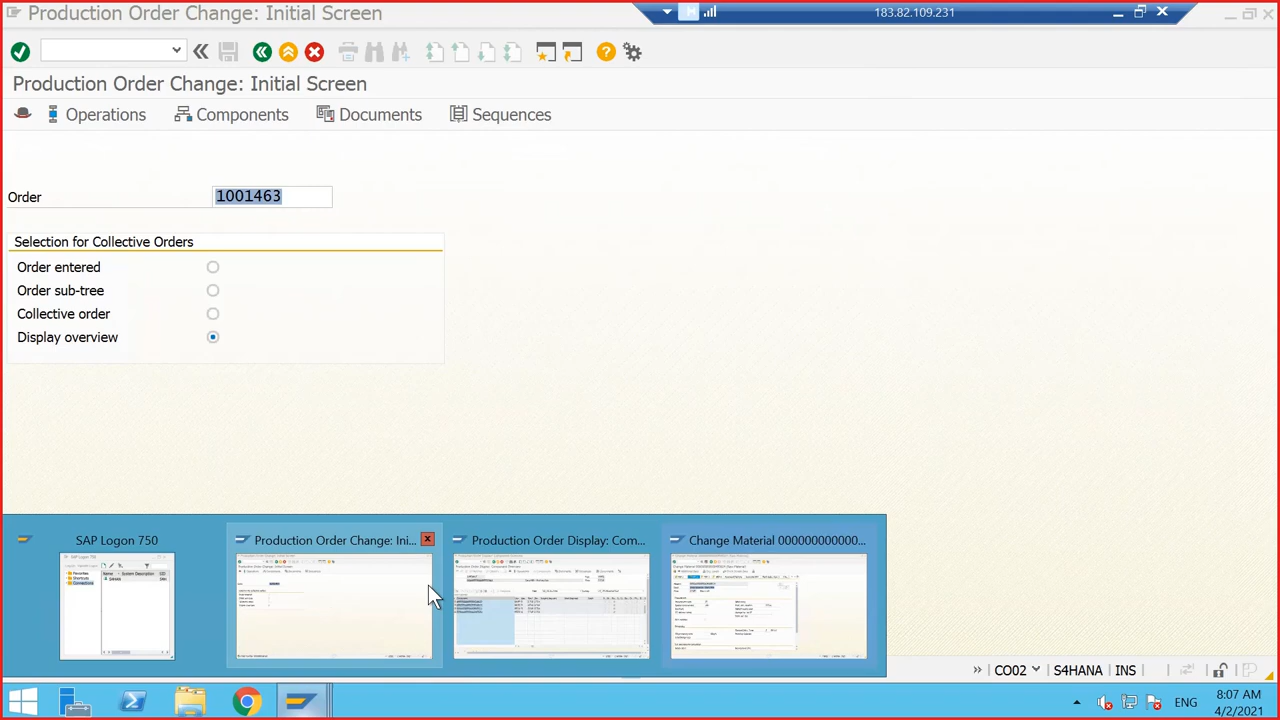 Production Order Change: Initial Screen
183.82.109.231
Production Order Change: Initial Screen
Operations
Components
Documents
Sequences
Order
1001463
Selection for Collective Orders
Order entered
Order sub-tree
Collective order
Display overview
SAP Logon 750
Production Order Change: Ini...
Production Order Display: Com...
Change Material 000000000000...
CO02
S4HANA
INS
ENG
8:07 AM
4/2/2021